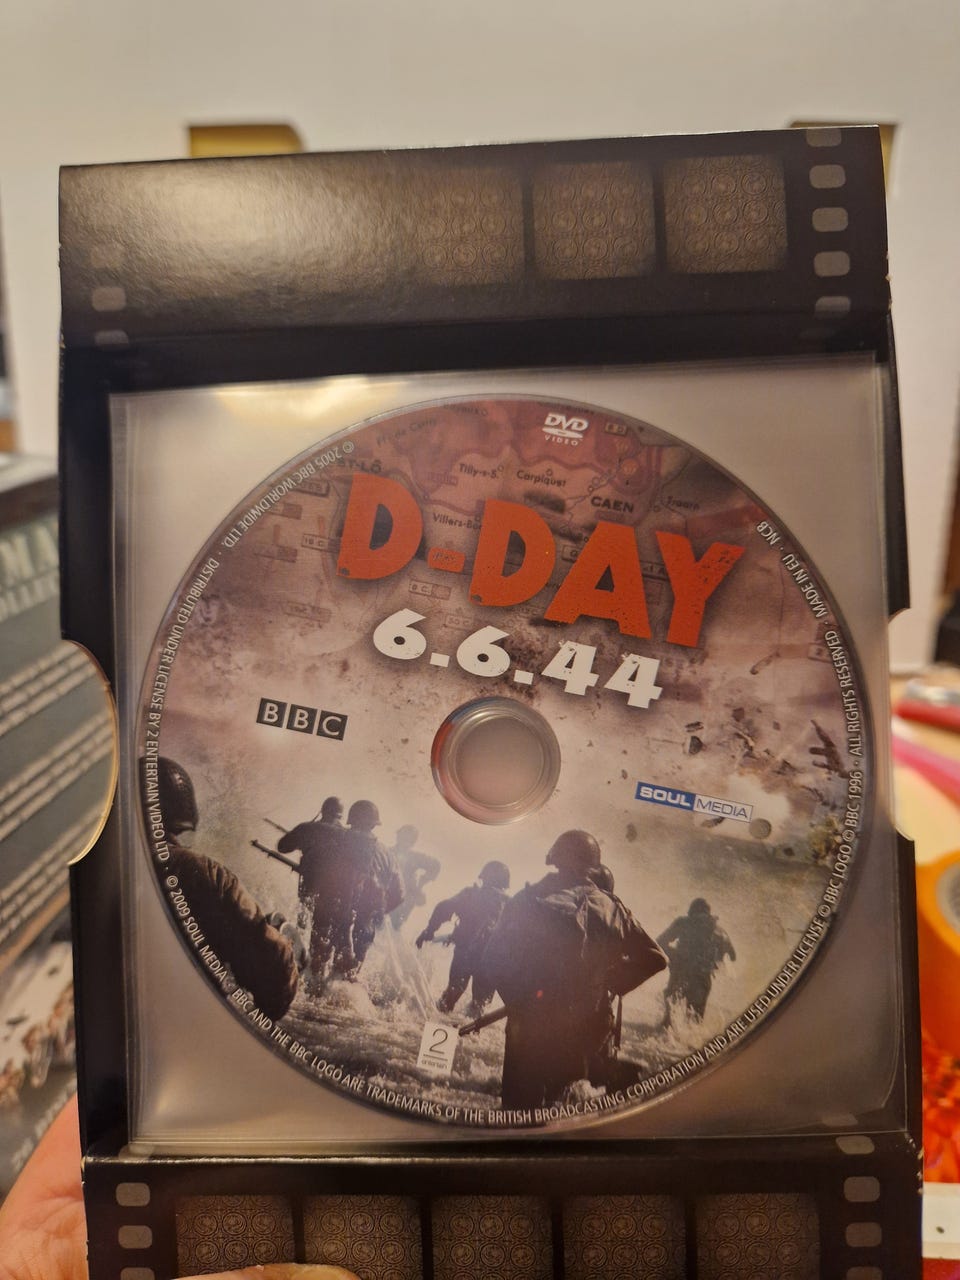 DVD
VIDEO
ST-LÔ
Tilly-s-S.
Carpiquet
CAEN
Troarn
D-DAY
6.6.44
BBC
SOUL MEDIA
2
entertain
© 2005 BBC WORLDWIDE LTD. · DISTRIBUTED UNDER LICENSE BY 2 ENTERTAIN VIDEO LTD · © 2009 SOUL MEDIA · BBC AND THE BBC LOGO ARE TRADEMARKS OF THE BRITISH BROADCASTING CORPORATION AND ARE USED UNDER LICENSE © BBC LOGO © BBC 1996 · ALL RIGHTS RESERVED · MADE IN EU · NCB